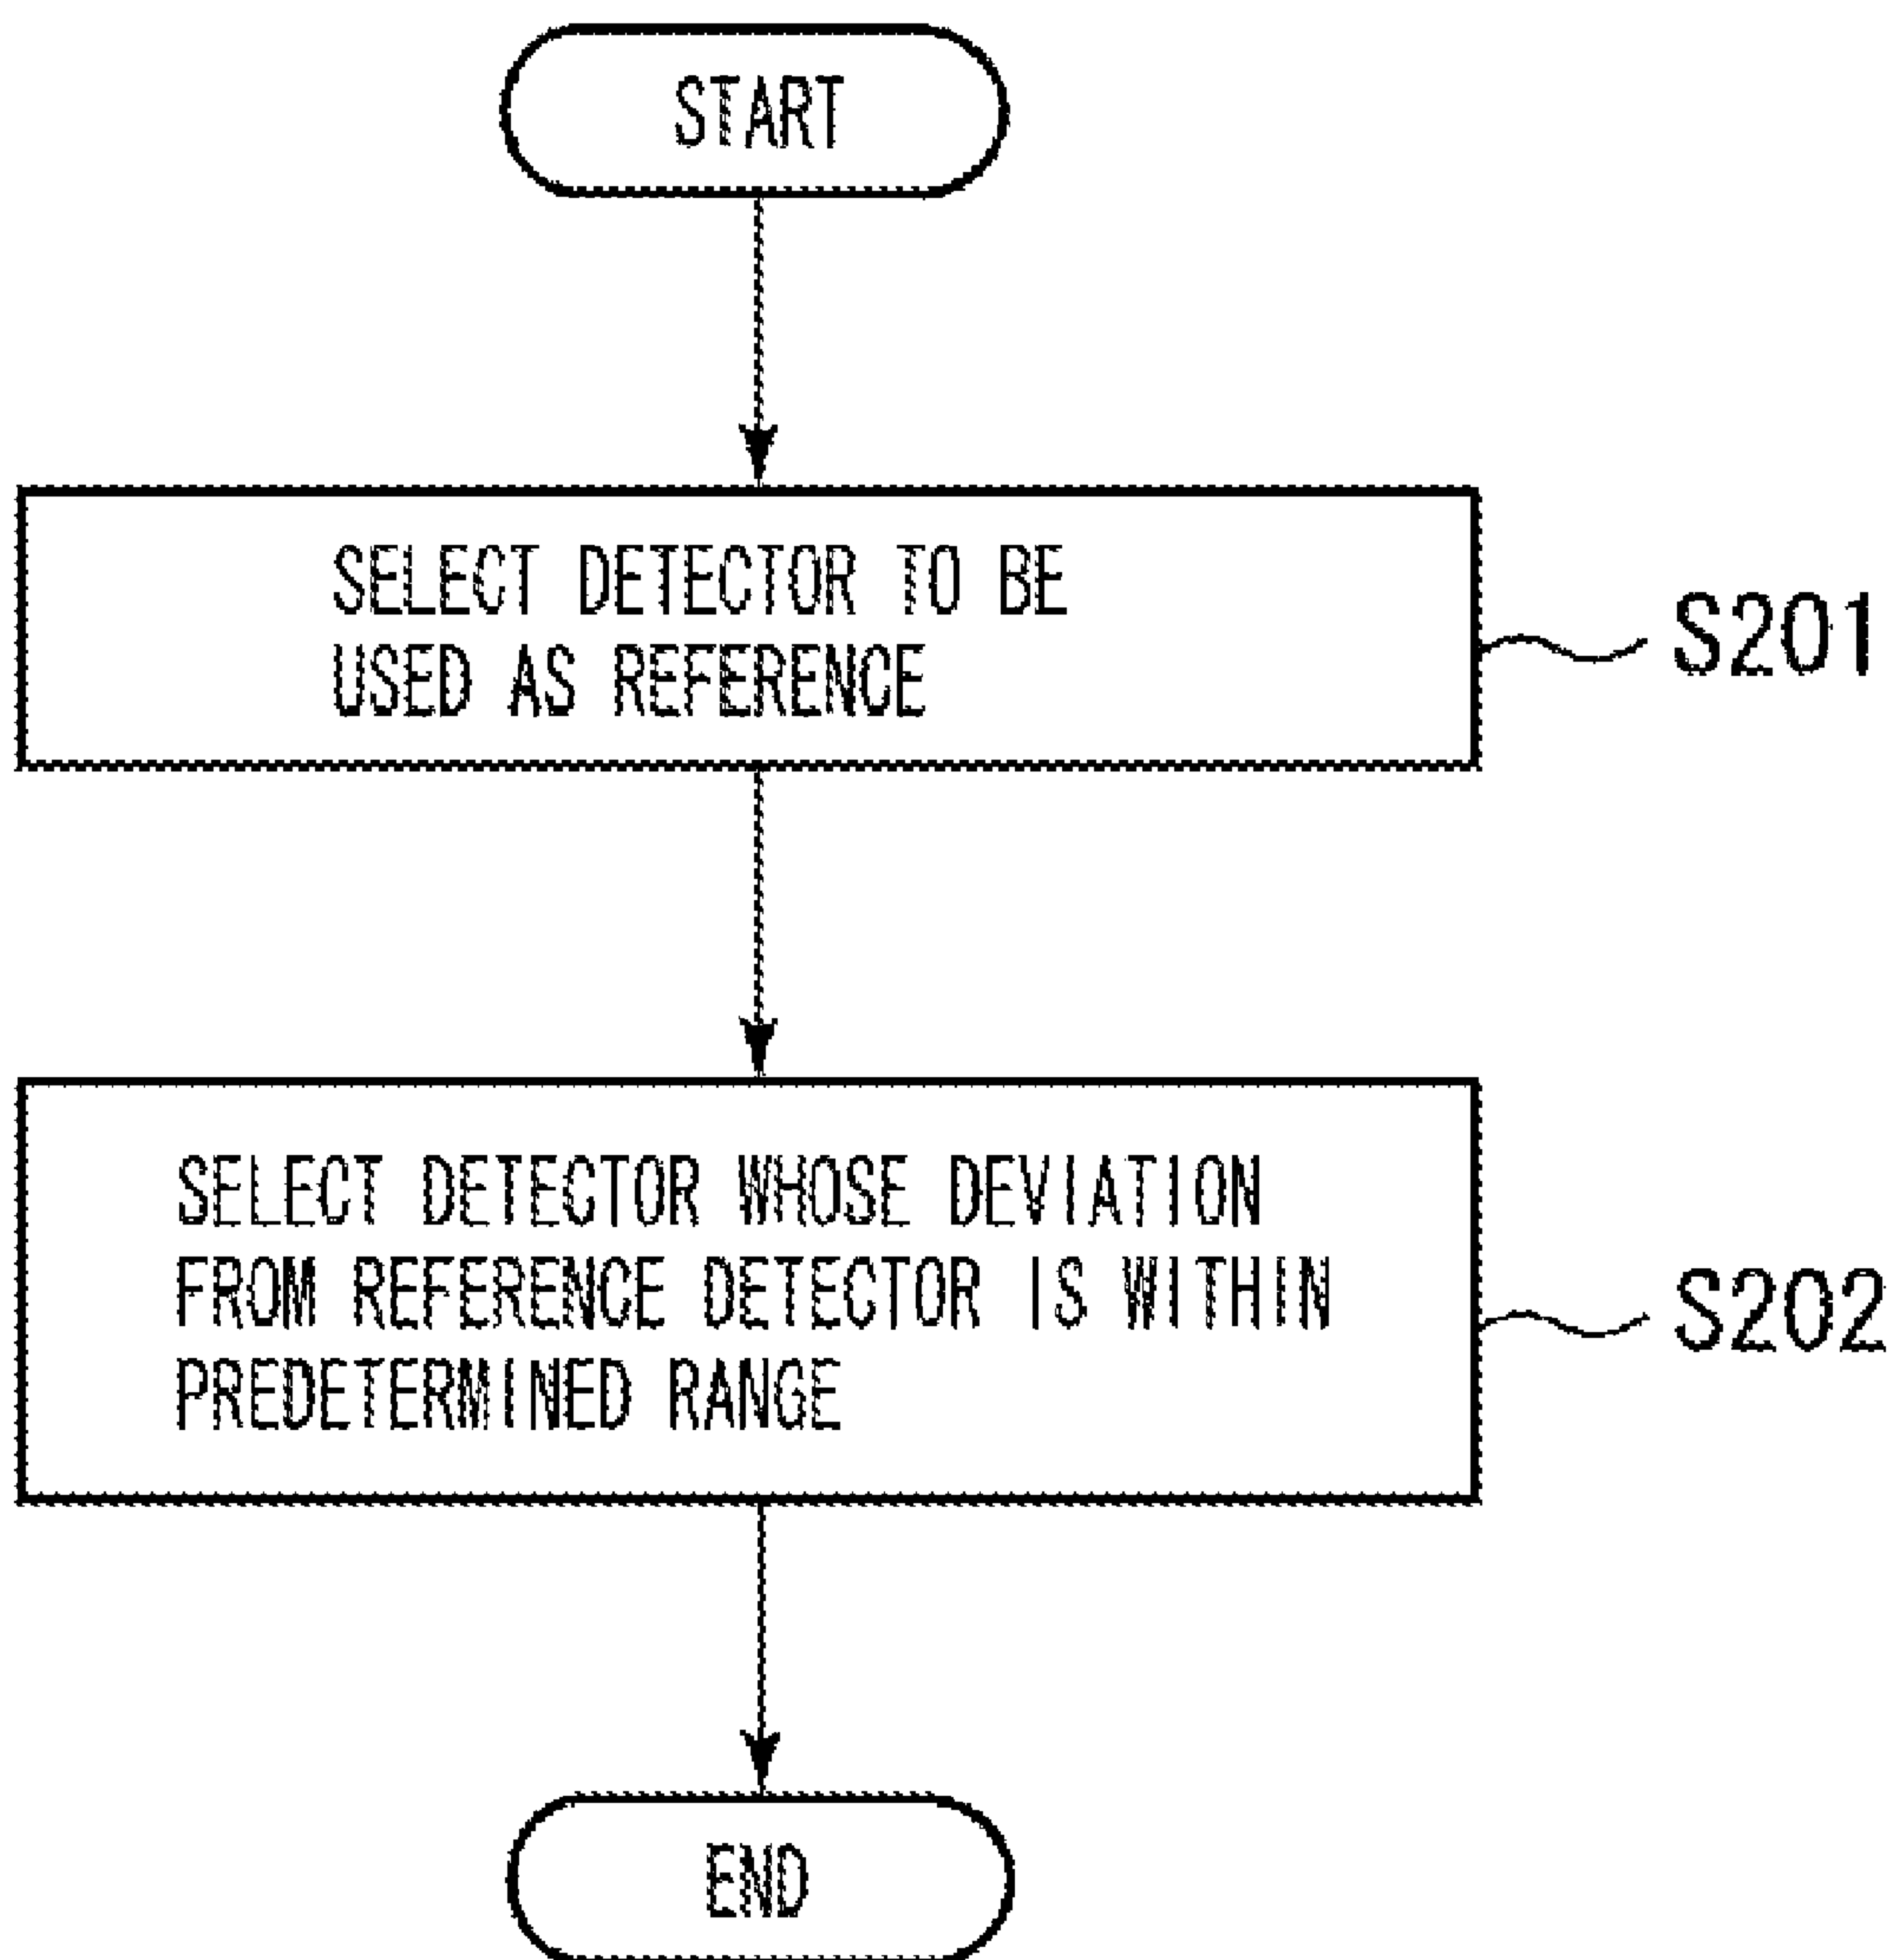 START
SELECT DETECTOR TO BE
USED AS REFERENCE
S201
SELECT DETECTOR WHOSE DEVIATION
FROM REFERENCE DETECTOR IS WITHIN
PREDETERMINED RANGE
S202
END